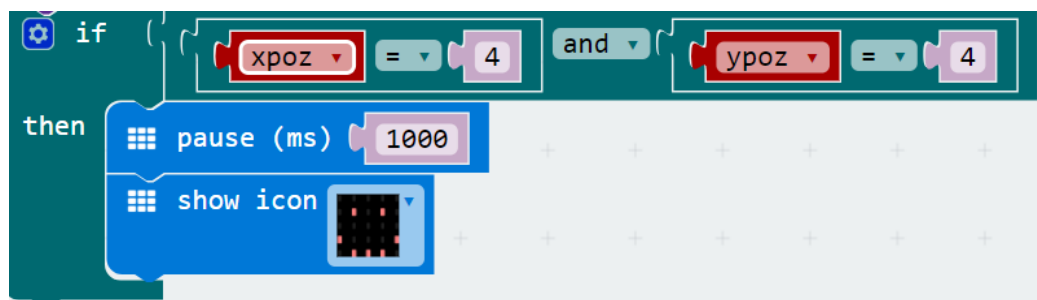 if xpoz = 4 and ypoz = 4
then pause (ms) 1000
show icon